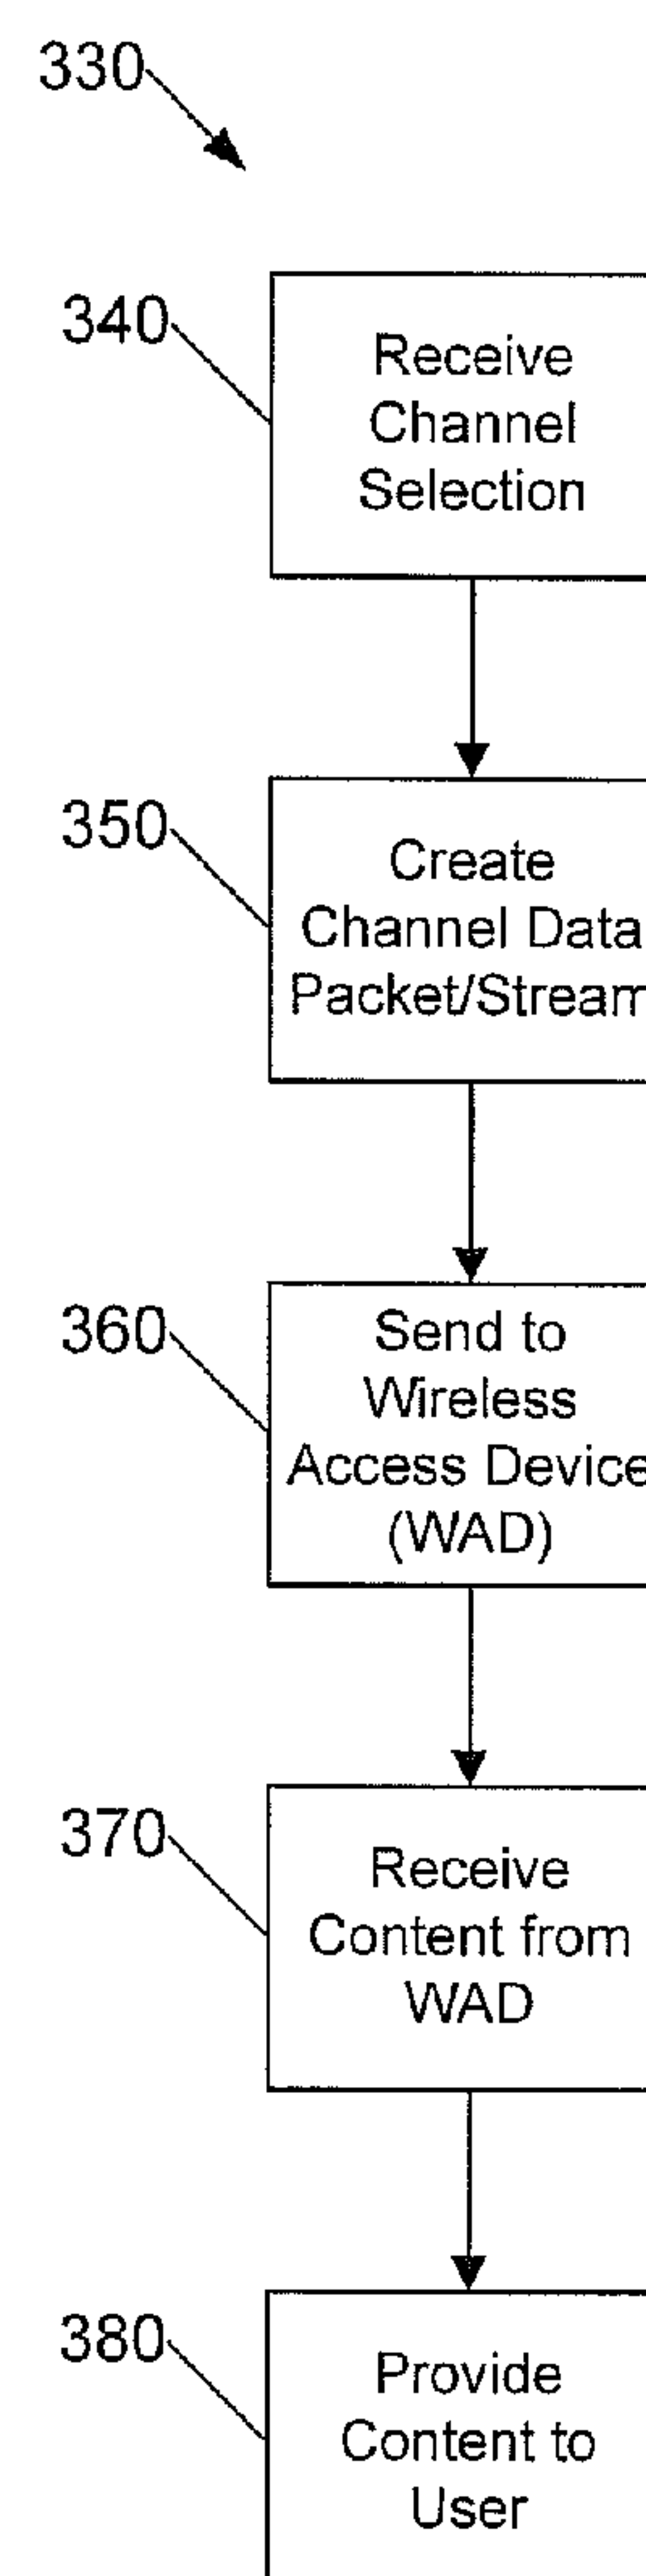 330
340
Receive
Channel
Selection
350
Create
Channel Data
Packet/Stream
360
Send to
Wireless
Access Device
(WAD)
370
Receive
Content from
WAD
380
Provide
Content to
User